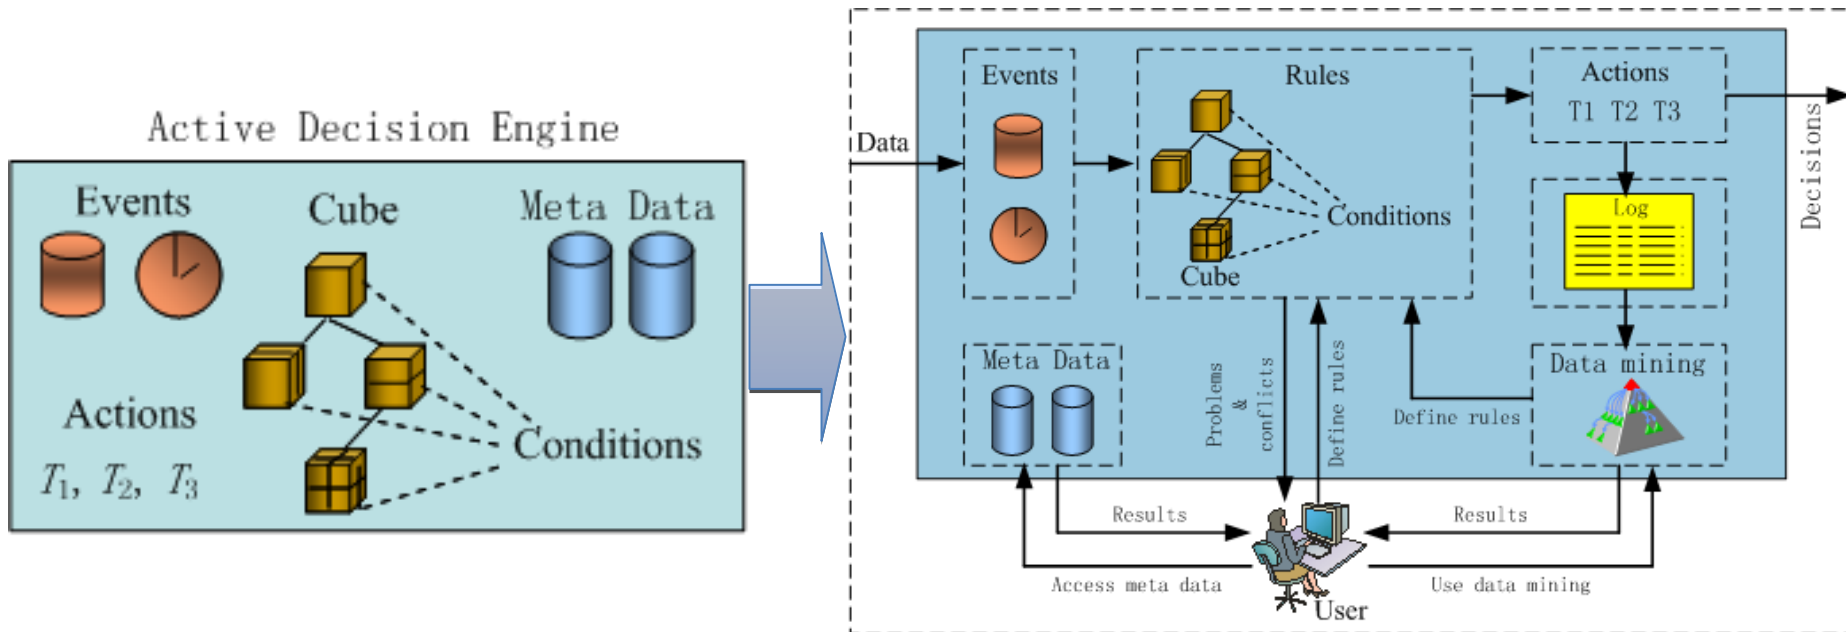 Active Decision Engine
Events
Cube
Meta Data
Actions
Conditions
T1, T2, T3
Data
Events
Rules
Conditions
Cube
Actions
T1 T2 T3
Decisions
Log
Meta Data
Problems
&
conflicts
Define rules
Define rules
Data mining
Results
Results
Access meta data
Use data mining
User